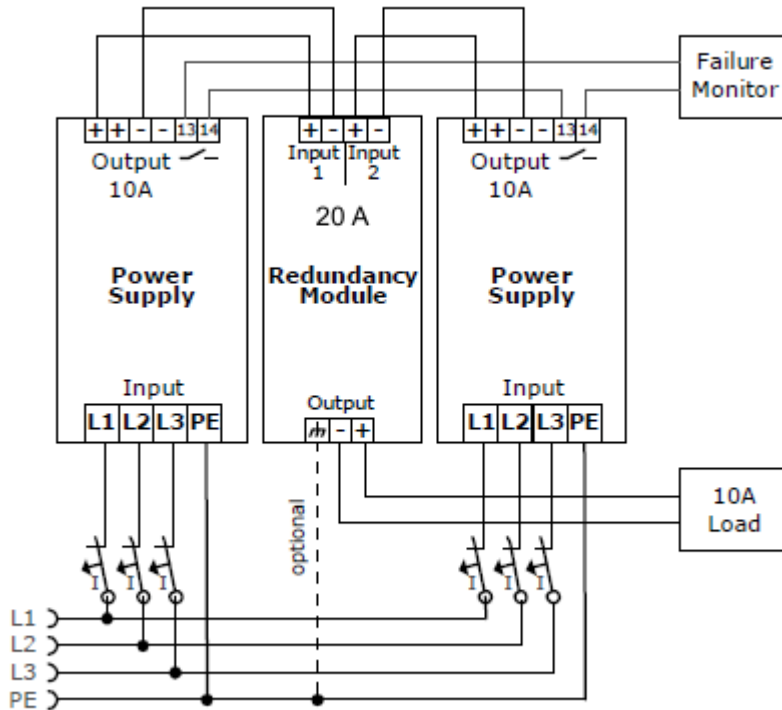 Failure
Monitor
+ + - - 13 14
+ - + -
+ + - - 13 14
Output
10A
Input
1
Input
2
Output
10A
20 A
Power
Supply
Redundancy
Module
Power
Supply
Input
L1 L2 L3 PE
Output
- +
Input
L1 L2 L3 PE
10A
Load
optional
I I I
I I I
L1
L2
L3
PE